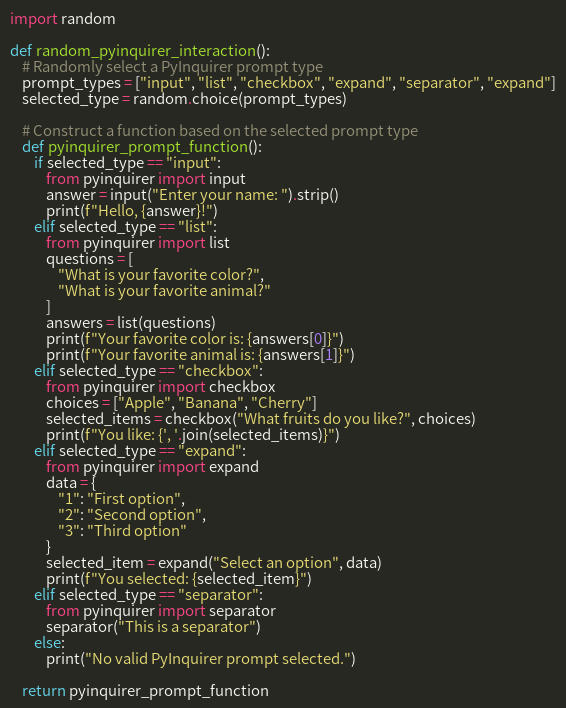 import random

def random_pyinquirer_interaction():
    # Randomly select a PyInquirer prompt type
    prompt_types = ["input", "list", "checkbox", "expand", "separator", "expand"]
    selected_type = random.choice(prompt_types)

    # Construct a function based on the selected prompt type
    def pyinquirer_prompt_function():
        if selected_type == "input":
            from pyinquirer import input
            answer = input("Enter your name: ").strip()
            print(f"Hello, {answer}!")
        elif selected_type == "list":
            from pyinquirer import list
            questions = [
                "What is your favorite color?",
                "What is your favorite animal?"
            ]
            answers = list(questions)
            print(f"Your favorite color is: {answers[0]}")
            print(f"Your favorite animal is: {answers[1]}")
        elif selected_type == "checkbox":
            from pyinquirer import checkbox
            choices = ["Apple", "Banana", "Cherry"]
            selected_items = checkbox("What fruits do you like?", choices)
            print(f"You like: {', '.join(selected_items)}")
        elif selected_type == "expand":
            from pyinquirer import expand
            data = {
                "1": "First option",
                "2": "Second option",
                "3": "Third option"
            }
            selected_item = expand("Select an option", data)
            print(f"You selected: {selected_item}")
        elif selected_type == "separator":
            from pyinquirer import separator
            separator("This is a separator")
        else:
            print("No valid PyInquirer prompt selected.")

    return pyinquirer_prompt_function